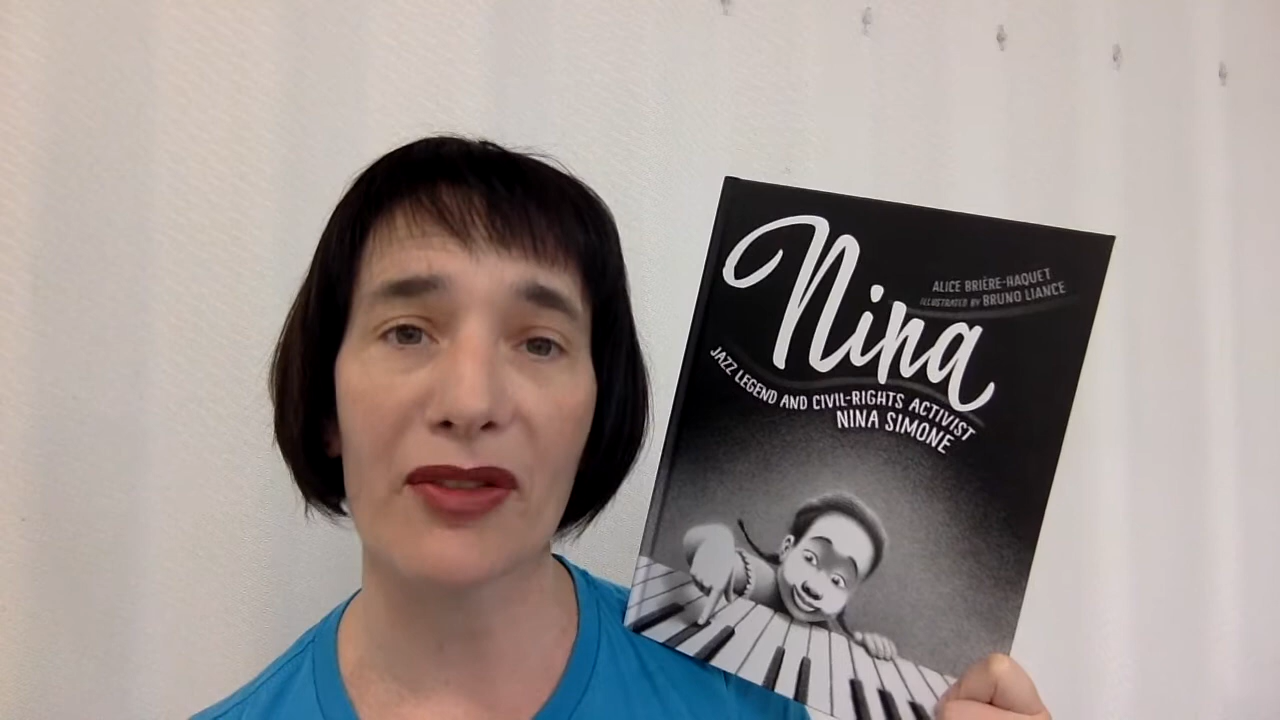 Nina
ALICE BRIÈRE-HAQUET
ILLUSTRATED BY BRUNO LIANCE
JAZZ LEGEND AND CIVIL-RIGHTS ACTIVIST
NINA SIMONE